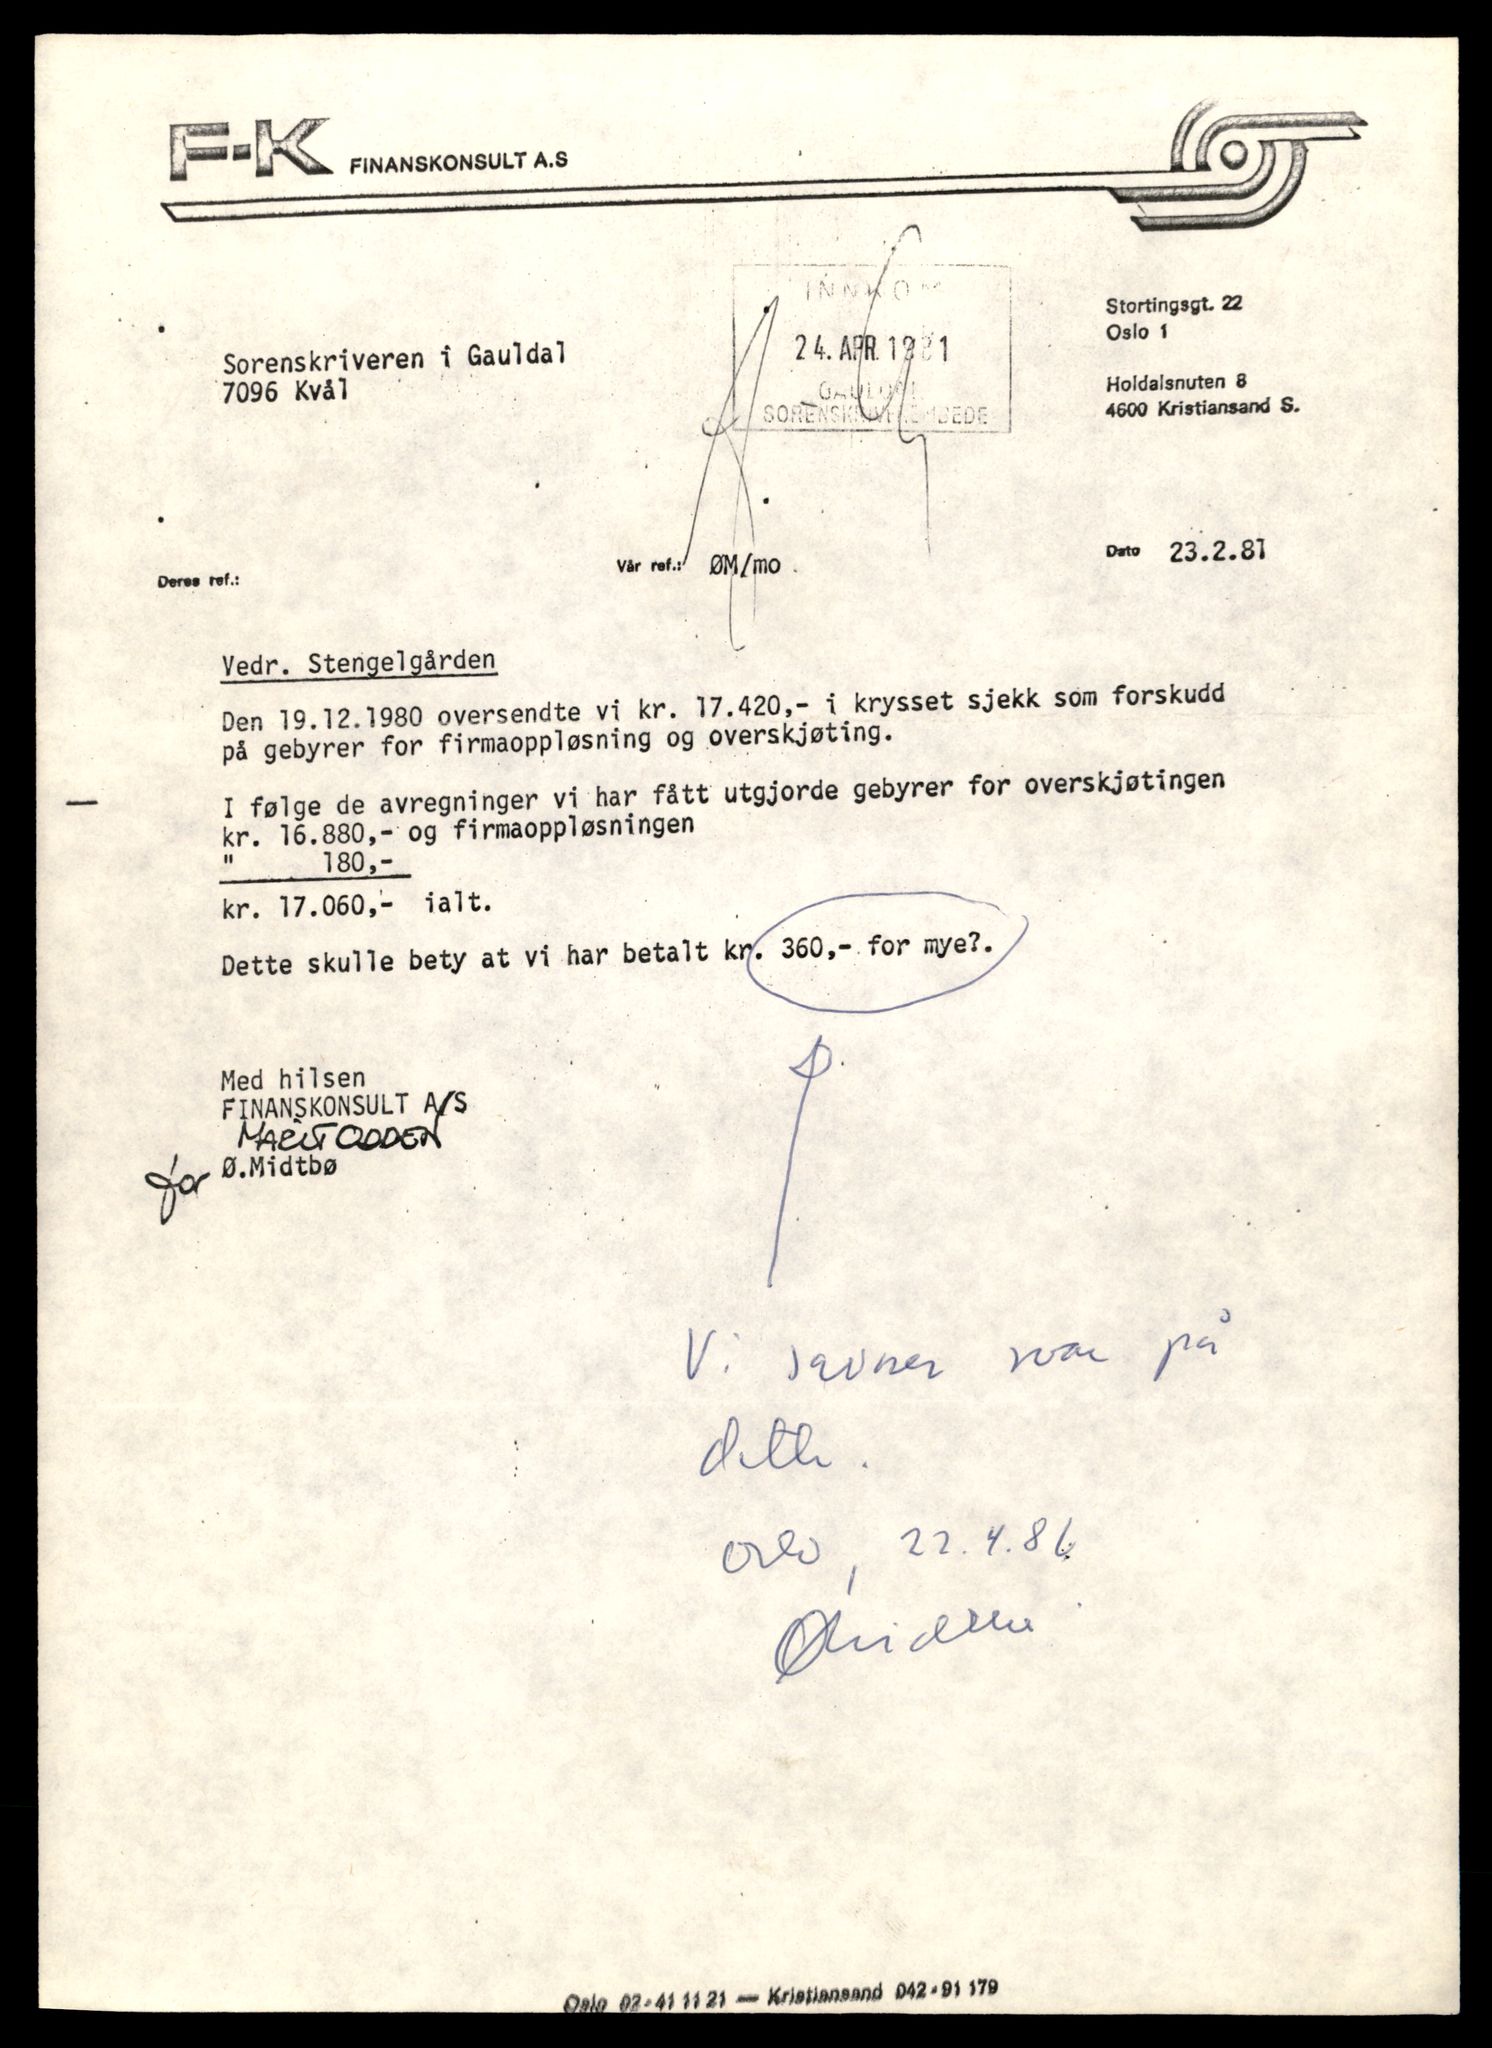 F-K FINANSKONSULT A.S
INNKOM
24. APR. 1981
GAULDAL
SORENSKRIVEREMBEDE
Stortingsgt. 22
Oslo 1
Holdalsnuten 8
4600 Kristiansand S.
Sorenskriveren i Gauldal
7096 Kvål
Deres ref.:
Vår ref.: ØM/mo
Dato 23.2.81
Vedr. Stengelgården
Den 19.12.1980 oversendte vi kr. 17.420,- i krysset sjekk som forskudd
på gebyrer for firmaoppløsning og overskjøting.
I følge de avregninger vi har fått utgjorde gebyrer for overskjøtingen
kr. 16.880,- og firmaoppløsningen
" 180,-
kr. 17.060,- ialt.
Dette skulle bety at vi har betalt kr. 360,- for mye?.
Med hilsen
FINANSKONSULT A/S
MARIT ODDEN
for Ø.Midtbø
Vi savner svar på
dette.
Oslo, 22.4.81
Oslo 02-41 11 21 — Kristiansand 042-91 179